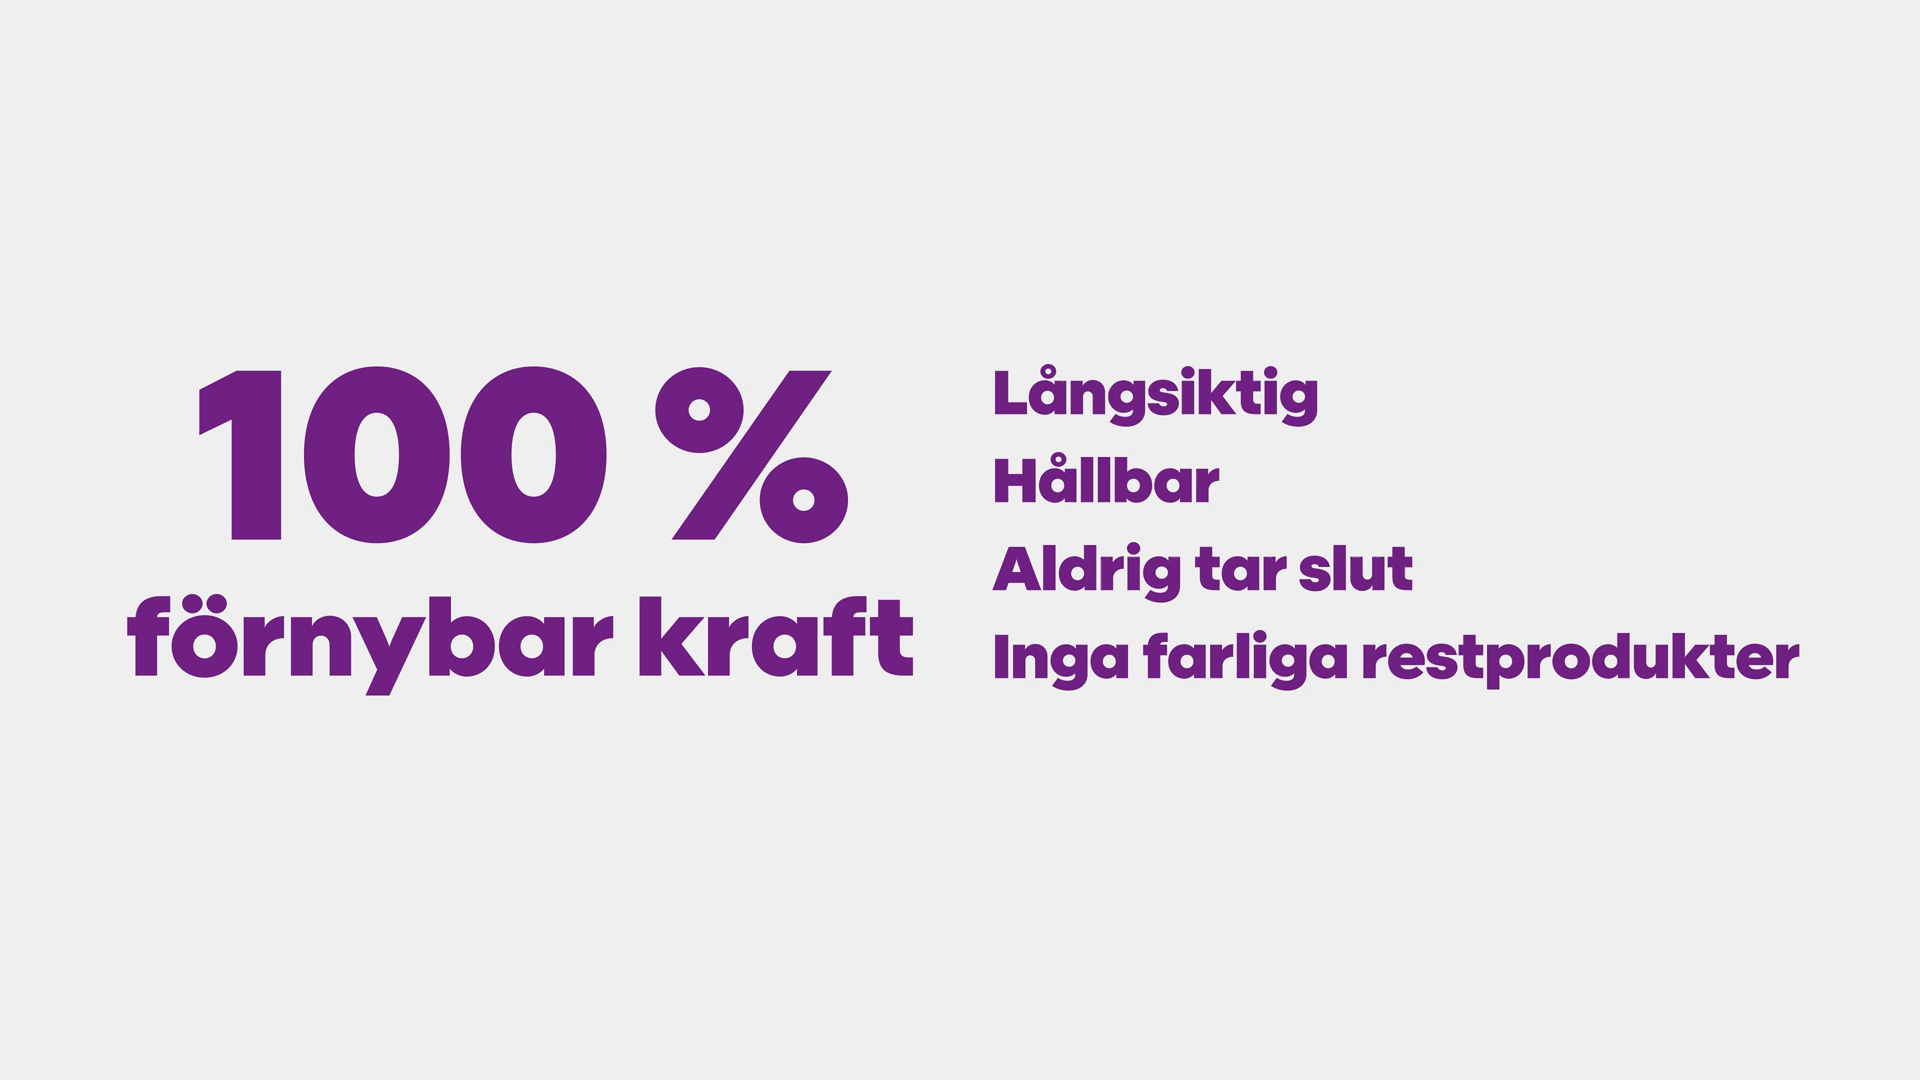 100 %
förnybar kraft
Långsiktig
Hållbar
Aldrig tar slut
Inga farliga restprodukter